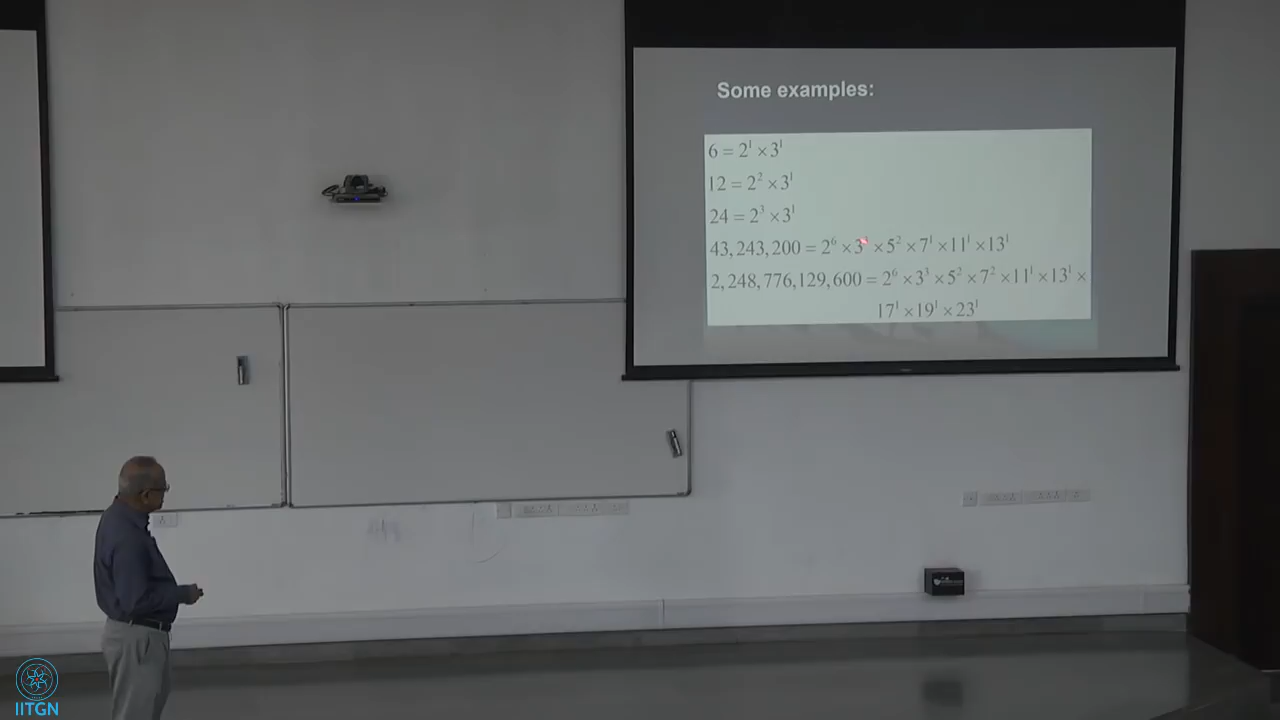 Some examples:
6 = 2¹ × 3¹
12 = 2² × 3¹
24 = 2³ × 3¹
43,243,200 = 2⁶ × 3³ × 5² × 7¹ × 11¹ × 13¹
2,248,776,129,600 = 2⁶ × 3³ × 5² × 7² × 11¹ × 13¹ ×
17¹ × 19¹ × 23¹
IITGN